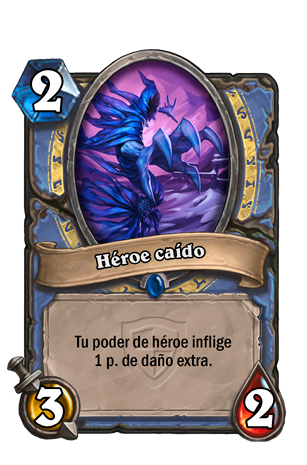 2
Héroe caído
Tu poder de héroe inflige
1 p. de daño extra.
3
2